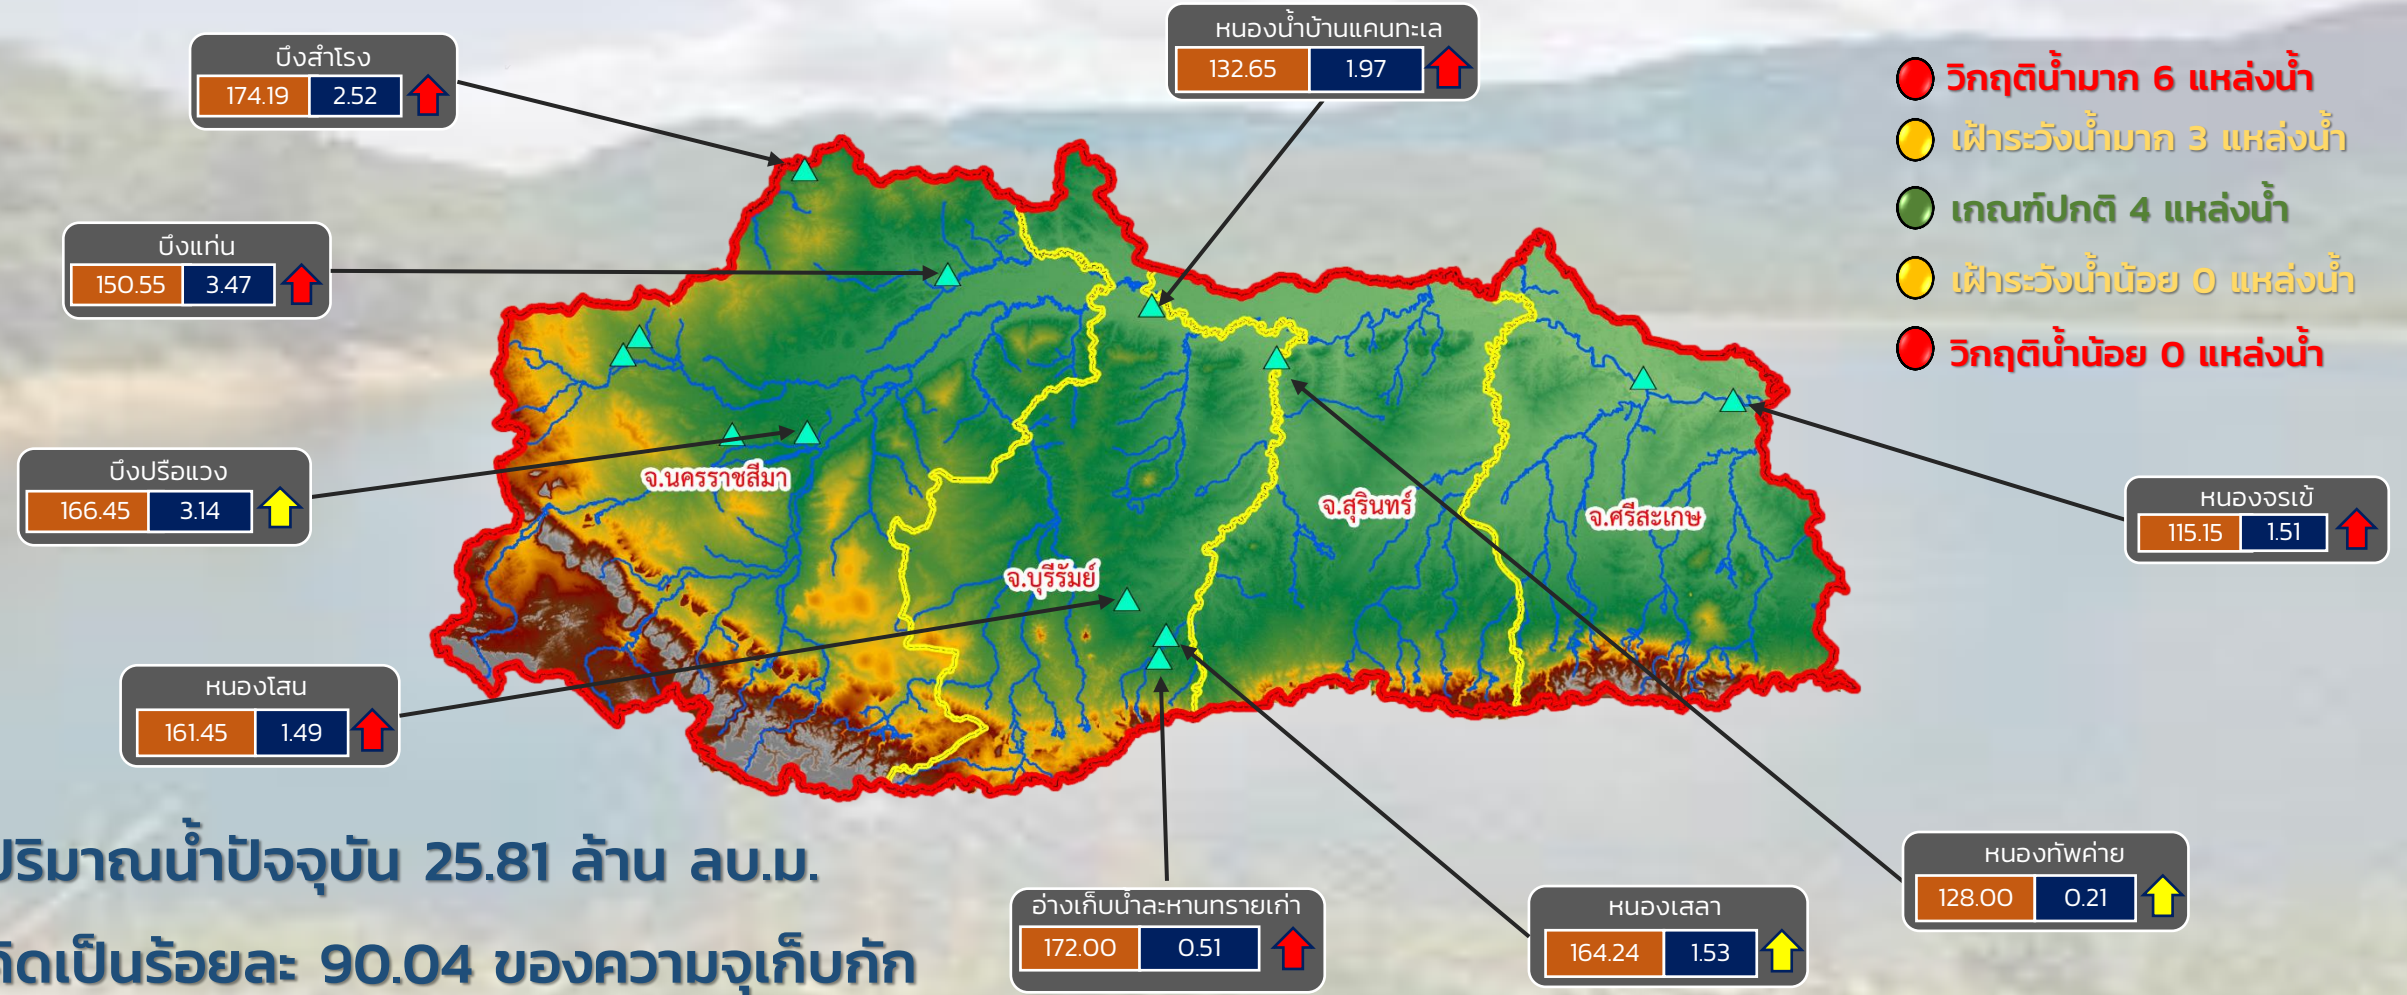 บึงสำโรง
174.19 2.52
หนองน้ำบ้านแคนทะเล
132.65 1.97
วิกฤติน้ำมาก 6 แหล่งน้ำ
เฝ้าระวังน้ำมาก 3 แหล่งน้ำ
เกณฑ์ปกติ 4 แหล่งน้ำ
เฝ้าระวังน้ำน้อย 0 แหล่งน้ำ
วิกฤติน้ำน้อย 0 แหล่งน้ำ
บึงแท่น
150.55 3.47
บึงปรือแวง
166.45 3.14
จ.นครราชสีมา
จ.บุรีรัมย์
จ.สุรินทร์
จ.ศรีสะเกษ
หนองจรเข้
115.15 1.51
หนองโสน
161.45 1.49
ปริมาณน้ำปัจจุบัน 25.81 ล้าน ลบ.ม.
คิดเป็นร้อยละ 90.04 ของความจุเก็บกัก
อ่างเก็บน้ำละหานทรายเก่า
172.00 0.51
หนองเสลา
164.24 1.53
หนองทัพค่าย
128.00 0.21